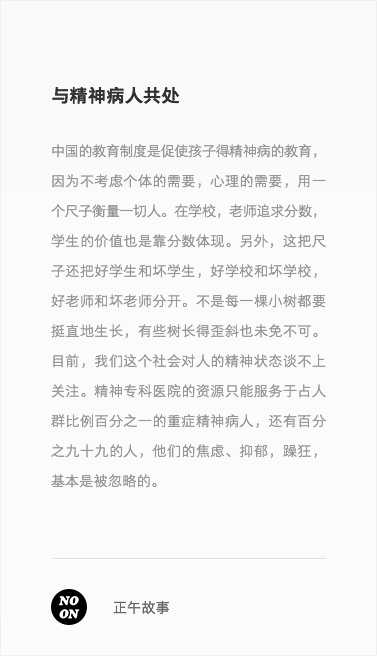 与精神病人共处
中国的教育制度是促使孩子得精神病的教育，
因为不考虑个体的需要，心理的需要，用一
个尺子衡量一切人。在学校，老师追求分数，
学生的价值也是靠分数体现。另外，这把尺
子还把好学生和坏学生，好学校和坏学校，
好老师和坏老师分开。不是每一棵小树都要
挺直地生长，有些树长得歪斜也未免不可。
目前，我们这个社会对人的精神状态谈不上
关注。精神专科医院的资源只能服务于占人
群比例百分之一的重症精神病人，还有百分
之九十九的人，他们的焦虑、抑郁，躁狂，
基本是被忽略的。
NO
ON
正午故事